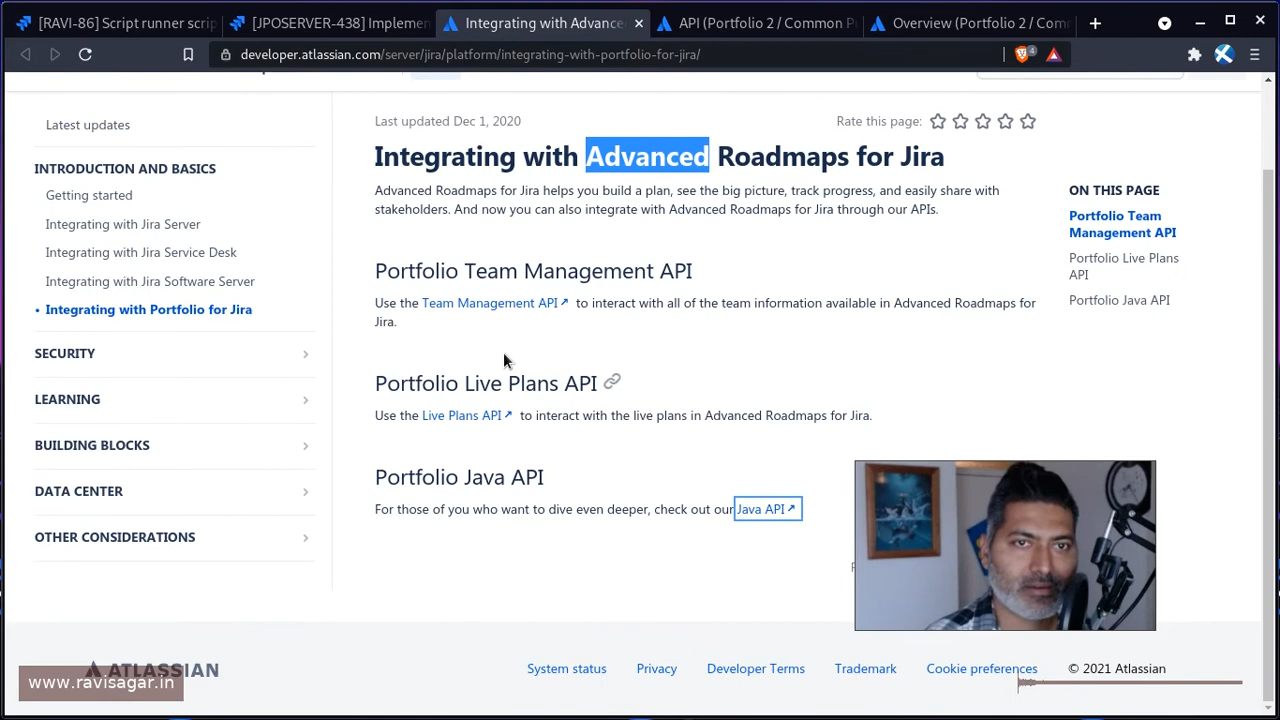 [RAVI-86] Script runner scrip
[JPOSERVER-438] Implemen
Integrating with Advance
API (Portfolio 2 / Common P
Overview (Portfolio 2 / Com
developer.atlassian.com/server/jira/platform/integrating-with-portfolio-for-jira/
4
Latest updates
INTRODUCTION AND BASICS
Getting started
Integrating with Jira Server
Integrating with Jira Service Desk
Integrating with Jira Software Server
• Integrating with Portfolio for Jira
SECURITY
LEARNING
BUILDING BLOCKS
DATA CENTER
OTHER CONSIDERATIONS
Last updated Dec 1, 2020
Rate this page:
Integrating with Advanced Roadmaps for Jira
Advanced Roadmaps for Jira helps you build a plan, see the big picture, track progress, and easily share with
stakeholders. And now you can also integrate with Advanced Roadmaps for Jira through our APIs.
Portfolio Team Management API
Use the Team Management API to interact with all of the team information available in Advanced Roadmaps for
Jira.
Portfolio Live Plans API
Use the Live Plans API to interact with the live plans in Advanced Roadmaps for Jira.
Portfolio Java API
For those of you who want to dive even deeper, check out our Java API
ON THIS PAGE
Portfolio Team
Management API
Portfolio Live Plans
API
Portfolio Java API
ATLASSIAN
www.ravisagar.in
System status
Privacy
Developer Terms
Trademark
Cookie preferences
© 2021 Atlassian